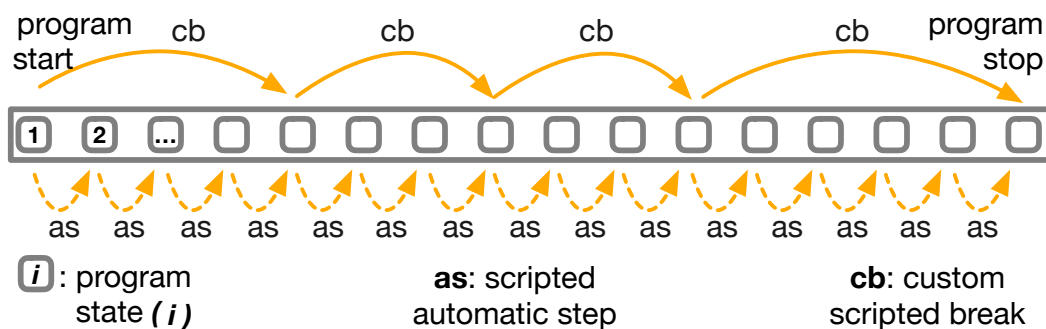 program start
cb cb cb cb
program stop
1 2 ...
as as as as as as as as as as as as as as as
i : program state (i)
as: scripted automatic step
cb: custom scripted break